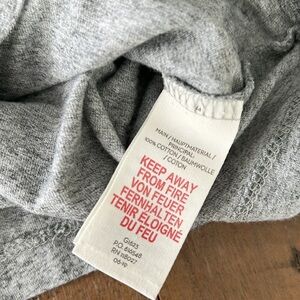 MAIN/HAUPTMATERIAL/
PRINCIPAL
100% COTTON/BAUMWOLLE
/COTON
KEEP AWAY
FROM FIRE
VON FEUER
FERNHALTEN
TENIR ÉLOIGNÉ
DU FEU